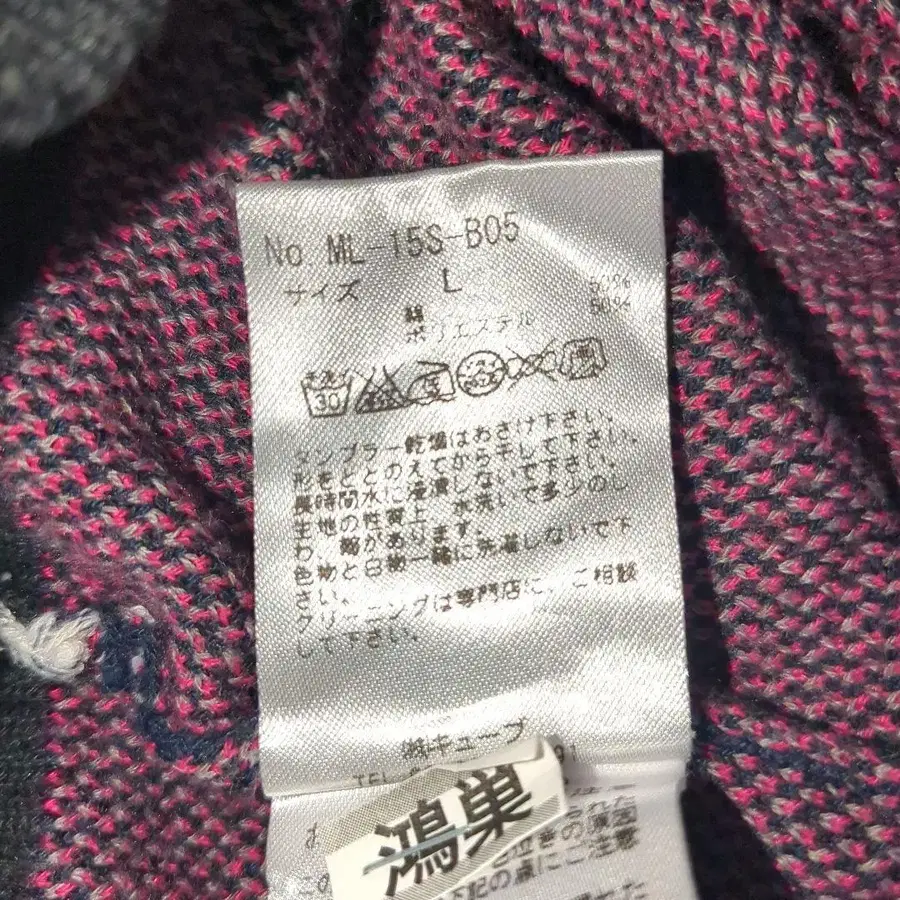 No. ML-15S-B05
サイズ L
綿 50%
ポリエステル 50%
30
タンブラー乾燥はおさけ下さい。
形をととのえてから干して下さい。
長時間水に浸漬しないで下さい。
生地の性質上、水洗いで多少のし
わ、縮があります。
色物と白物一緒に洗濯しないで下
さい。
クリーニングは専門店に、ご相談
して下さい。
㈱キューブ
TEL 91
鴻巣